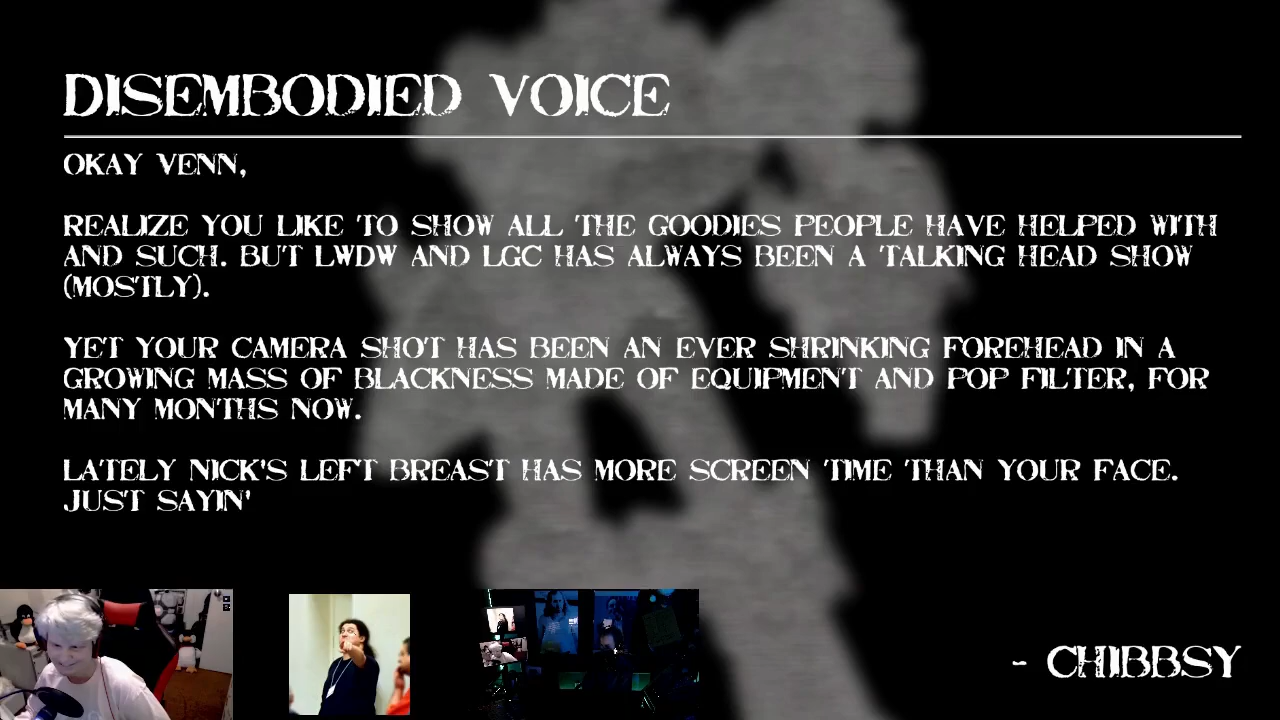 DISEMBODIED VOICE
OKAY VENN,
REALIZE YOU LIKE TO SHOW ALL THE GOODIES PEOPLE HAVE HELPED WITH
AND SUCH. BUT LWDW AND LGC HAS ALWAYS BEEN A TALKING HEAD SHOW
(MOSTLY).
YET YOUR CAMERA SHOT HAS BEEN AN EVER SHRINKING FOREHEAD IN A
GROWING MASS OF BLACKNESS MADE OF EQUIPMENT AND POP FILTER, FOR
MANY MONTHS NOW.
LATELY NICK'S LEFT BREAST HAS MORE SCREEN TIME THAN YOUR FACE.
JUST SAYIN'
- CHIBBSY